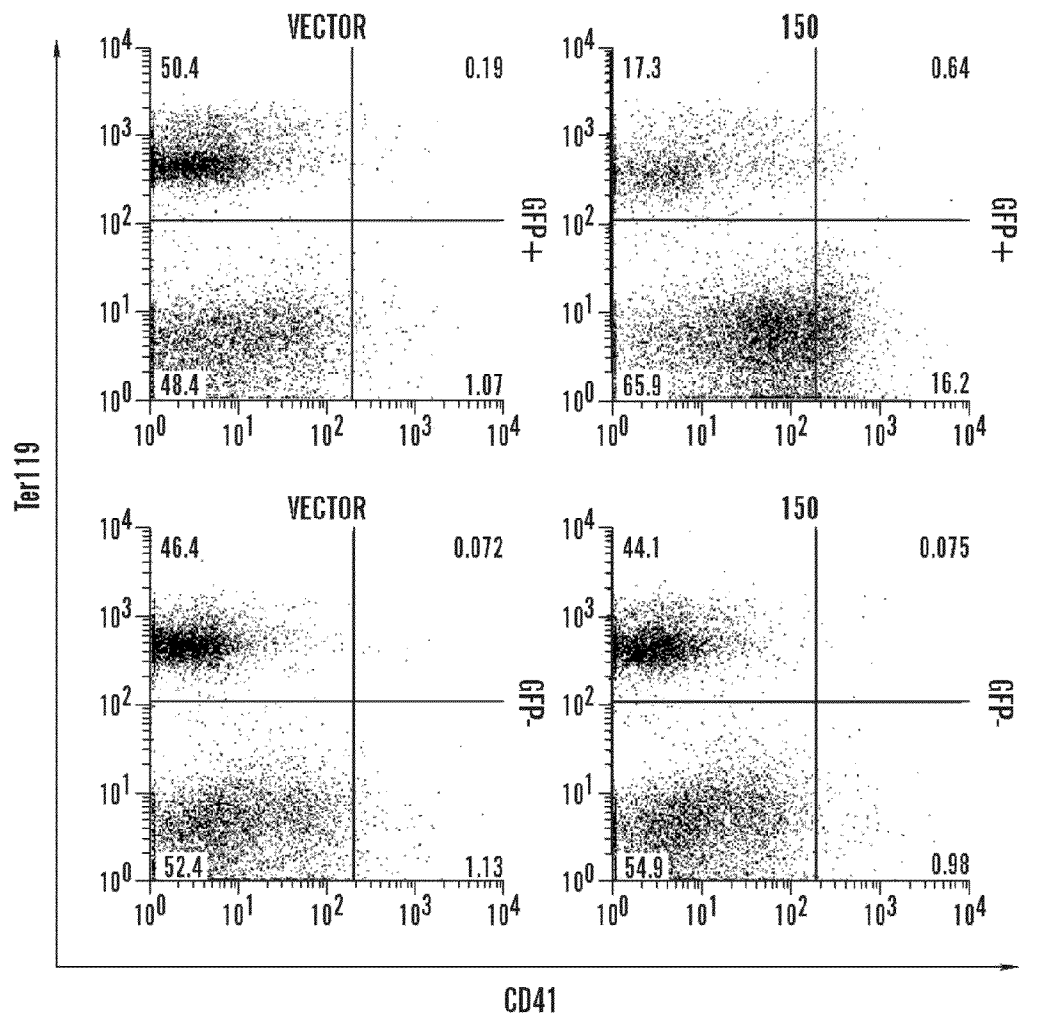 VECTOR 150
10⁴ 50.4 0.19 10⁴ 17.3 0.64
10³ 10³
10² GFP+ 10² GFP+
10¹ 10¹
48.4 1.07 65.9 16.2
10⁰ 10⁰
10⁰ 10¹ 10² 10³ 10⁴ 10⁰ 10¹ 10² 10³ 10⁴
Ter119
VECTOR 150
10⁴ 46.4 0.072 10⁴ 44.1 0.075
10³ 10³
10² GFP- 10² GFP-
10¹ 10¹
52.4 1.13 54.9 0.98
10⁰ 10⁰
10⁰ 10¹ 10² 10³ 10⁴ 10⁰ 10¹ 10² 10³ 10⁴
CD41